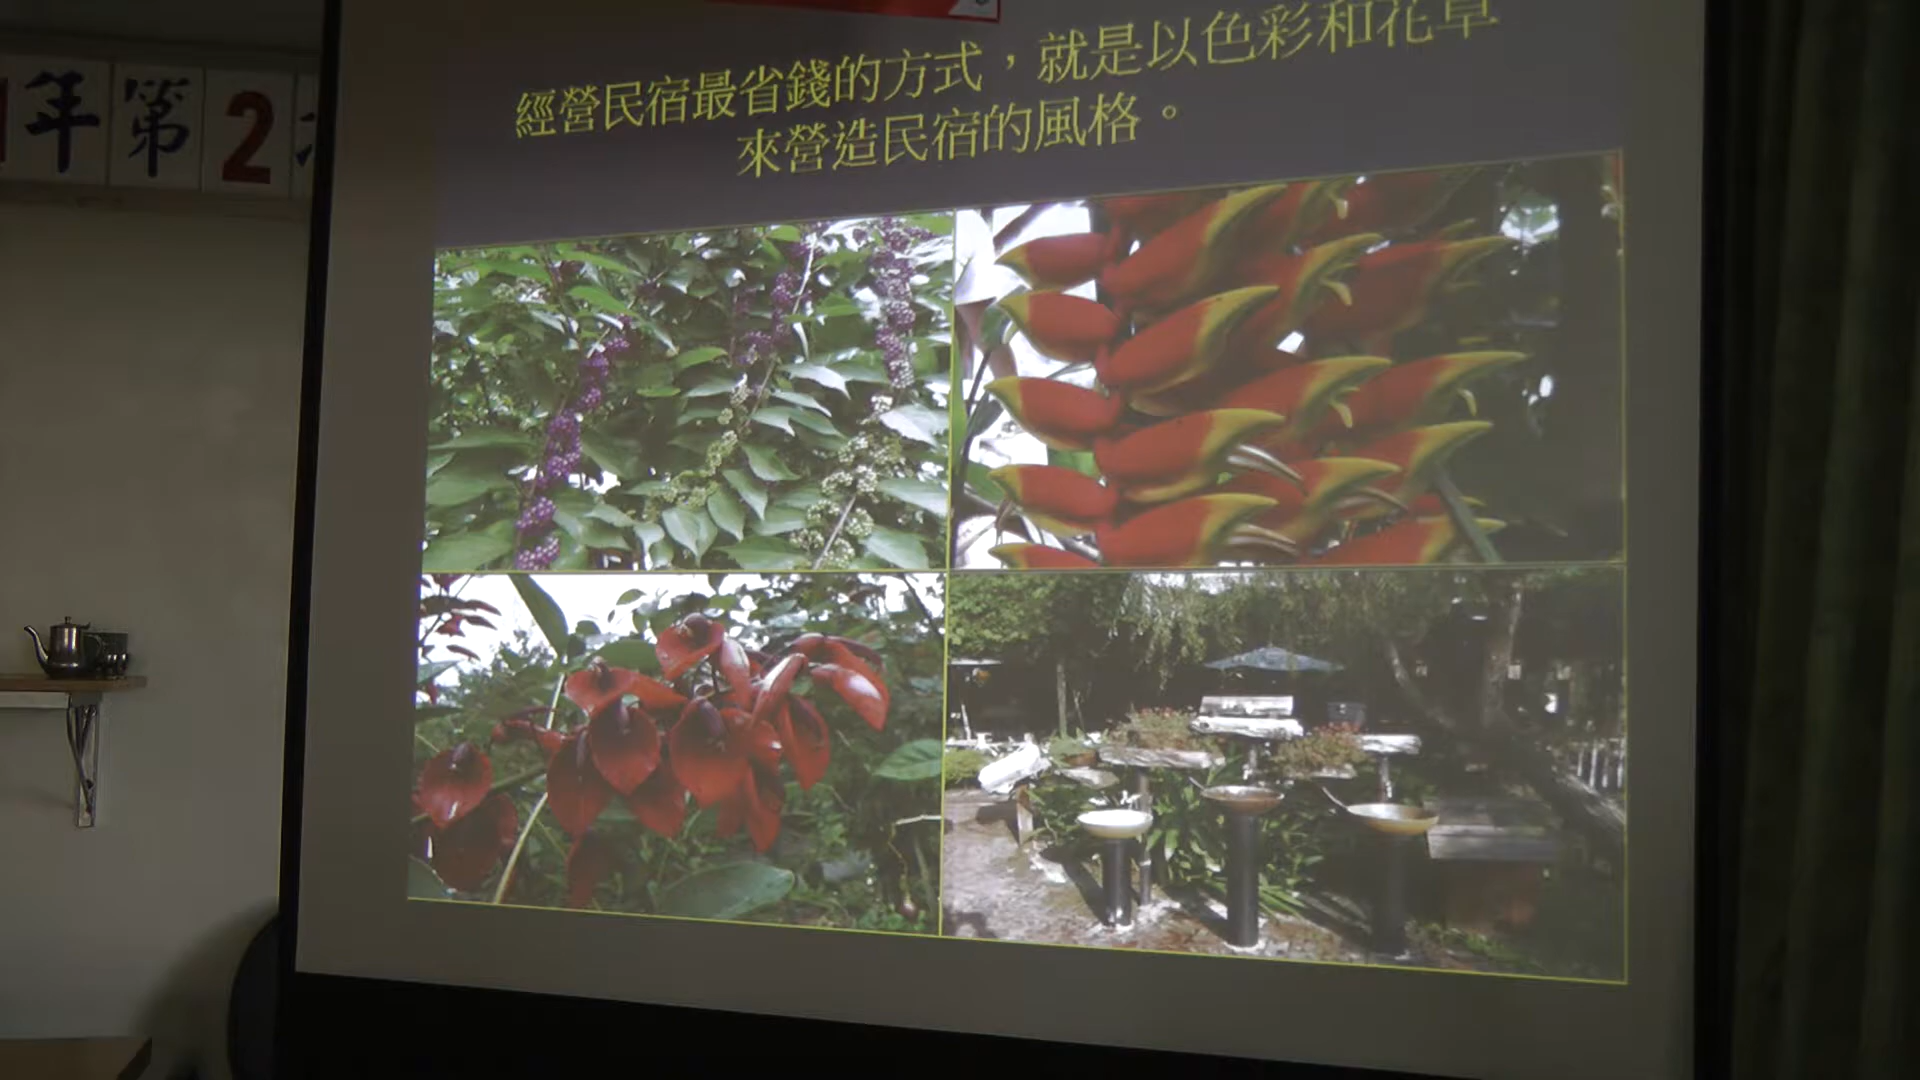 年第2
經營民宿最省錢的方式，就是以色彩和花草
來營造民宿的風格。